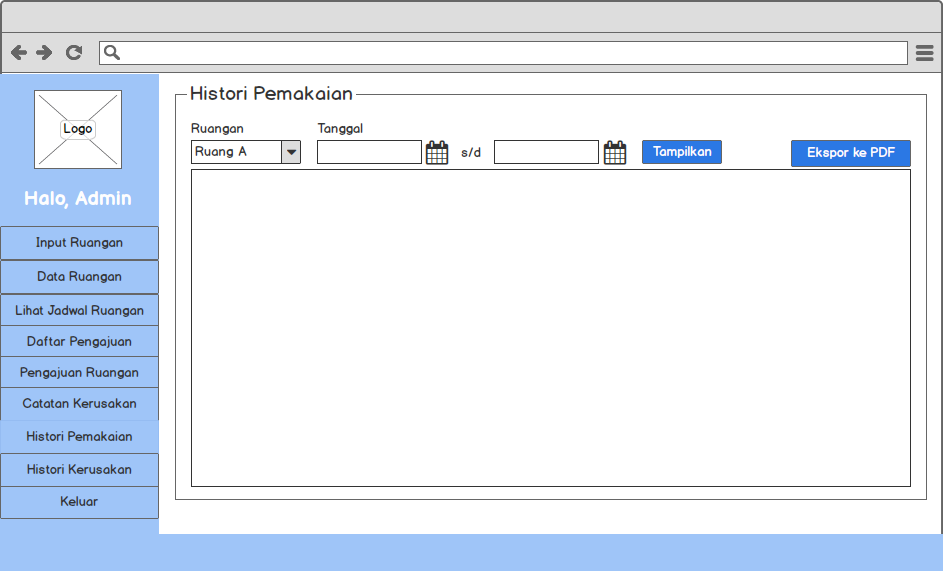 Logo
Halo, Admin
Input Ruangan
Data Ruangan
Lihat Jadwal Ruangan
Daftar Pengajuan
Pengajuan Ruangan
Catatan Kerusakan
Histori Pemakaian
Histori Kerusakan
Keluar
Histori Pemakaian
Ruangan Tanggal
Ruang A s/d Tampilkan Ekspor ke PDF